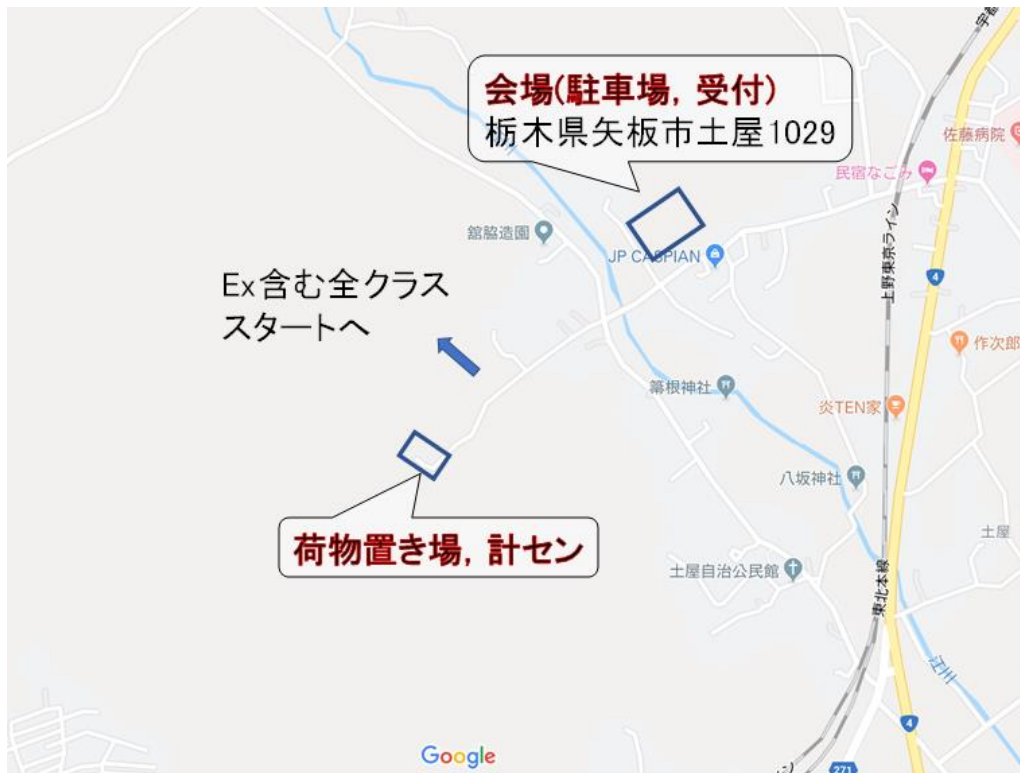 会場(駐車場, 受付)
栃木県矢板市土屋1029
佐藤病院
民宿なごみ
舘脇造園
JP CASPIAN
上野東京ライン
4
Ex含む全クラス
スタートへ
作次郎
箒根神社
炎TEN家
八坂神社
荷物置き場, 計セン
土屋
土屋自治公民館
東北本線
江川
4
Google
271